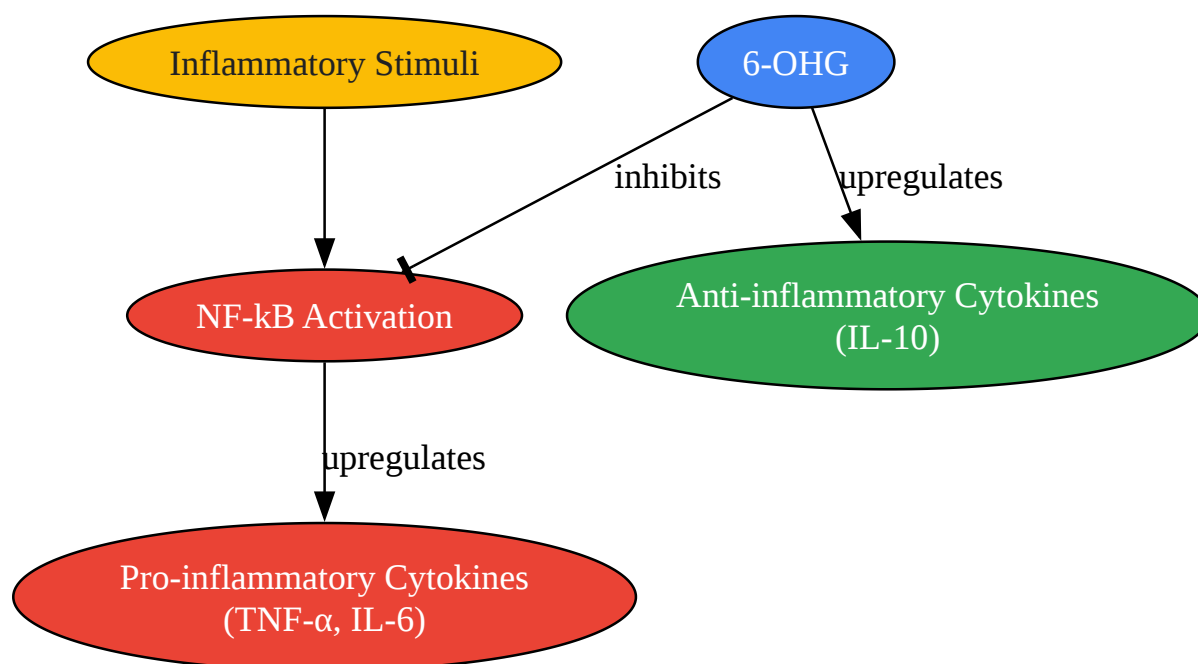 Inflammatory Stimuli
6-OHG
inhibits
upregulates
NF-kB Activation
Anti-inflammatory Cytokines
(IL-10)
upregulates
Pro-inflammatory Cytokines
(TNF-α, IL-6)